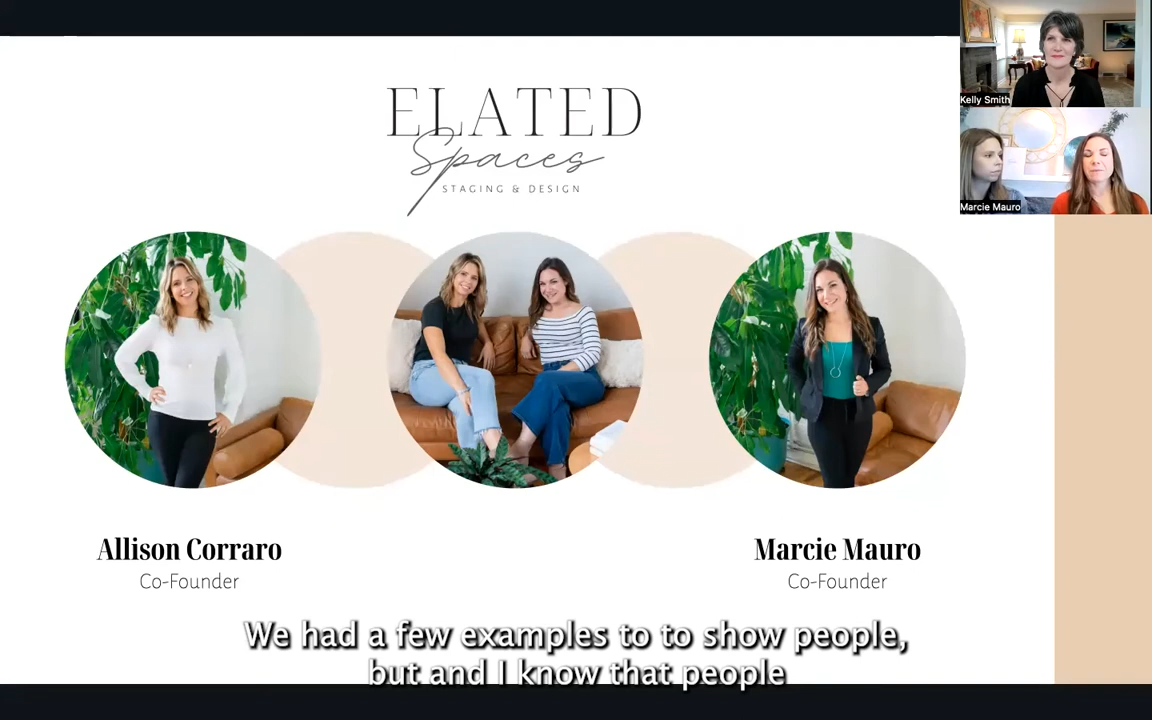 ELATED
Spaces
STAGING & DESIGN
Kelly Smith
Marcie Mauro
Allison Corraro
Co-Founder
Marcie Mauro
Co-Founder
We had a few examples to to show people,
but and I know that people